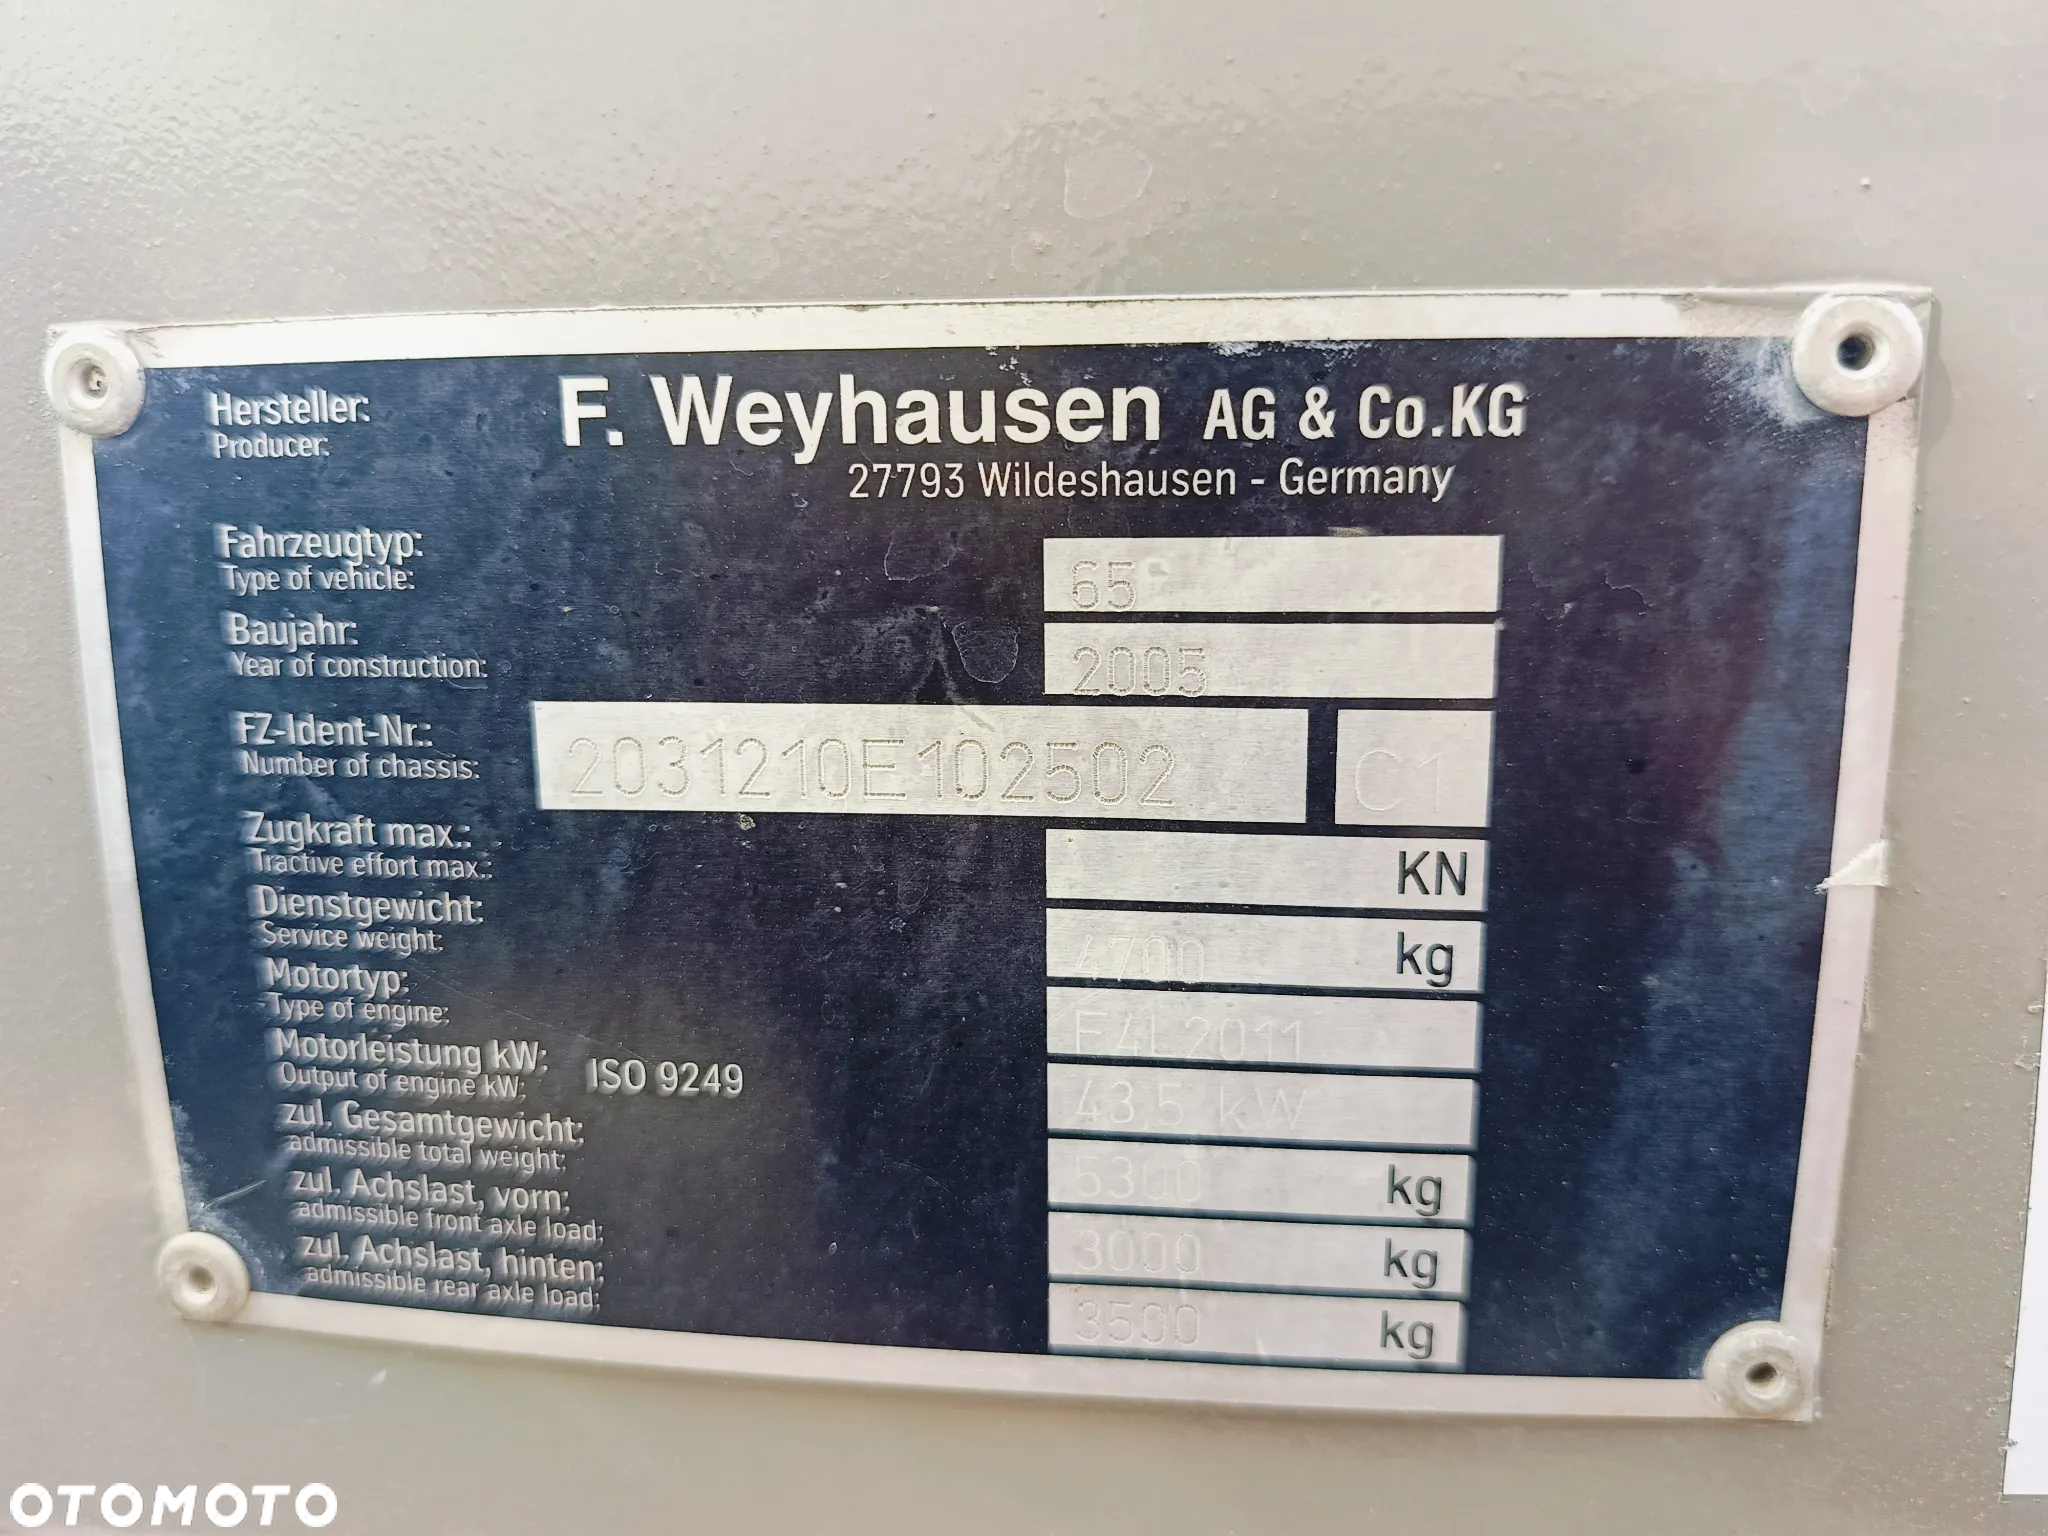 Hersteller: F. Weyhausen AG & Co.KG
Producer: 27793 Wildeshausen - Germany
Fahrzeugtyp: 65
Type of vehicle:
Baujahr: 2005
Year of construction:
FZ-Ident-Nr.: 2031210E102502 C1
Number of chassis:
Zugkraft max.: KN
Tractive effort max.:
Dienstgewicht: 4700 kg
Service weight:
Motortyp: F4L2011
Type of engine:
Motorleistung kW: ISO 9249 43,5 kW
Output of engine kW:
zul. Gesamtgewicht: 5300 kg
admissible total weight:
zul. Achslast, vorn: 3000 kg
admissible front axle load:
zul. Achslast, hinten: 3500 kg
admissible rear axle load:
OTOMOTO